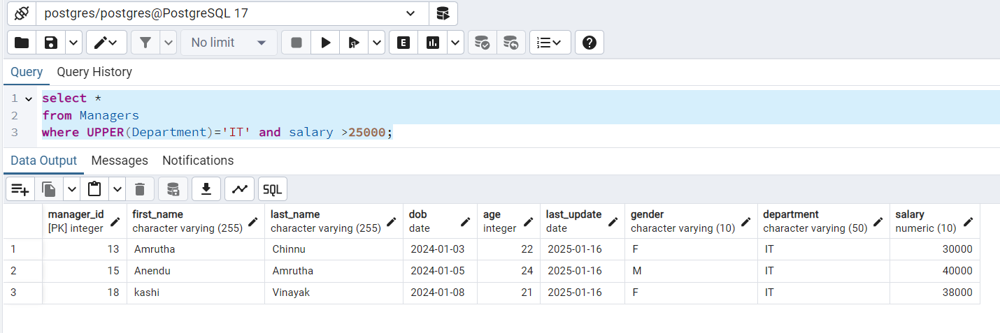 postgres/postgres@PostgreSQL 17
No limit
E
Query Query History
1 select *
2 from Managers
3 where UPPER(Department)='IT' and salary >25000;
Data Output Messages Notifications
SQL
manager_id first_name last_name dob age last_update gender department salary
[PK] integer character varying (255) character varying (255) date integer date character varying (10) character varying (50) numeric (10)
1 13 Amrutha Chinnu 2024-01-03 22 2025-01-16 F IT 30000
2 15 Anendu Amrutha 2024-01-05 24 2025-01-16 M IT 40000
3 18 kashi Vinayak 2024-01-08 21 2025-01-16 F IT 38000